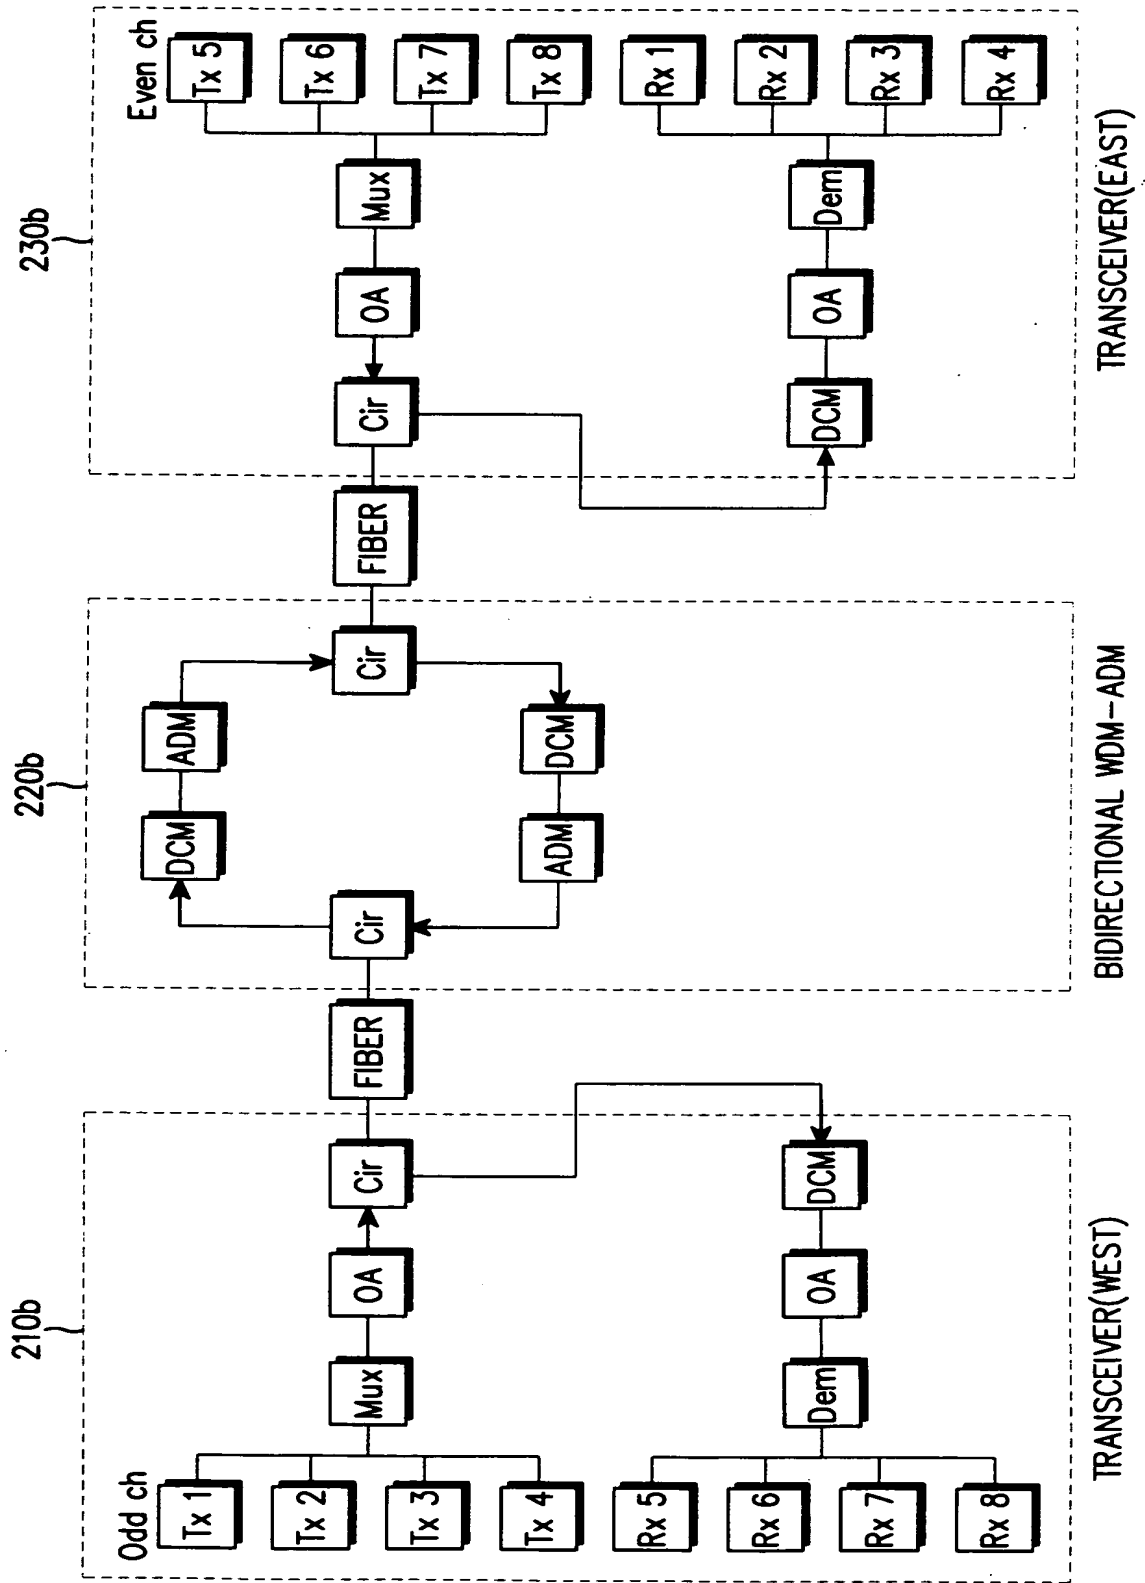 210b
Odd ch
Tx 1
Tx 2
Tx 3
Tx 4
Mux
OA
Cir
Rx 5
Rx 6
Rx 7
Rx 8
Dem
OA
DCM
TRANSCEIVER(WEST)
FIBER
220b
Cir
DCM
ADM
Cir
DCM
ADM
BIDIRECTIONAL WDM-ADM
FIBER
230b
Even ch
Tx 5
Tx 6
Tx 7
Tx 8
Mux
OA
Cir
Rx 1
Rx 2
Rx 3
Rx 4
Dem
OA
DCM
TRANSCEIVER(EAST)